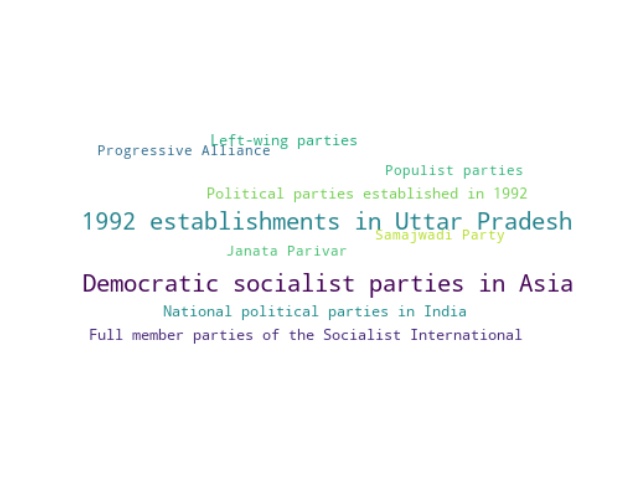 Left-wing parties
Progressive Alliance
Populist parties
Political parties established in 1992
1992 establishments in Uttar Pradesh
Samajwadi Party
Janata Parivar
Democratic socialist parties in Asia
National political parties in India
Full member parties of the Socialist International